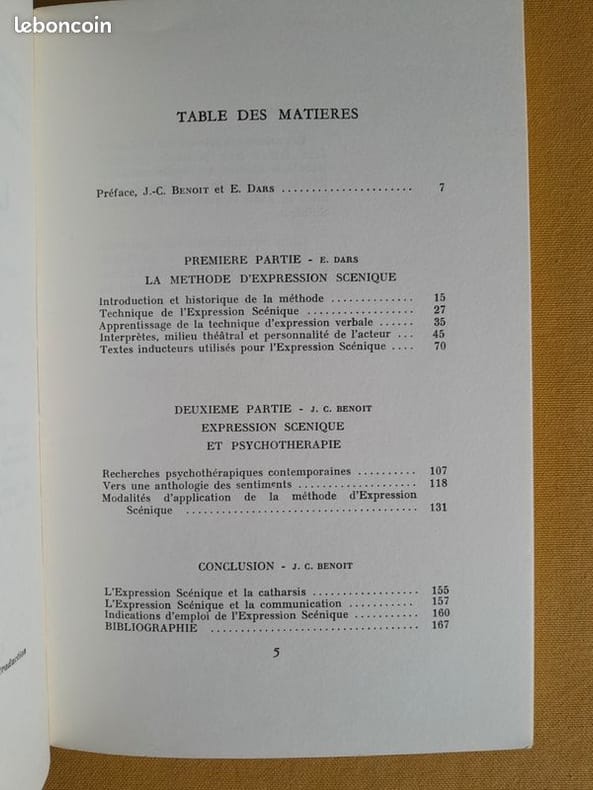 leboncoin
TABLE DES MATIERES
Préface, J.-C. BENOIT et E. DARS ...................... 7
PREMIERE PARTIE - E. DARS
LA METHODE D'EXPRESSION SCENIQUE
Introduction et historique de la méthode .............. 15
Technique de l'Expression Scénique .................. 27
Apprentissage de la technique d'expression verbale ...... 35
Interprètes, milieu théâtral et personnalité de l'acteur ... 45
Textes inducteurs utilisés pour l'Expression Scénique .... 70
DEUXIEME PARTIE - J. C. BENOIT
EXPRESSION SCENIQUE
ET PSYCHOTHERAPIE
Recherches psychothérapiques contemporaines .......... 107
Vers une anthologie des sentiments .................... 118
Modalités d'application de la méthode d'Expression
Scénique ....................................... 131
CONCLUSION - J. C. BENOIT
L'Expression Scénique et la catharsis .................. 155
L'Expression Scénique et la communication ............. 157
Indications d'emploi de l'Expression Scénique ........... 160
BIBLIOGRAPHIE ................................... 167
5